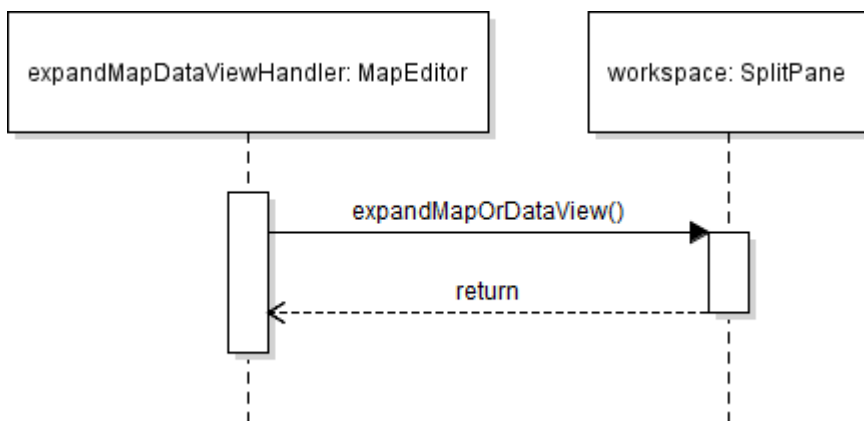 expandMapDataViewHandler: MapEditor
workspace: SplitPane
expandMapOrDataView()
return